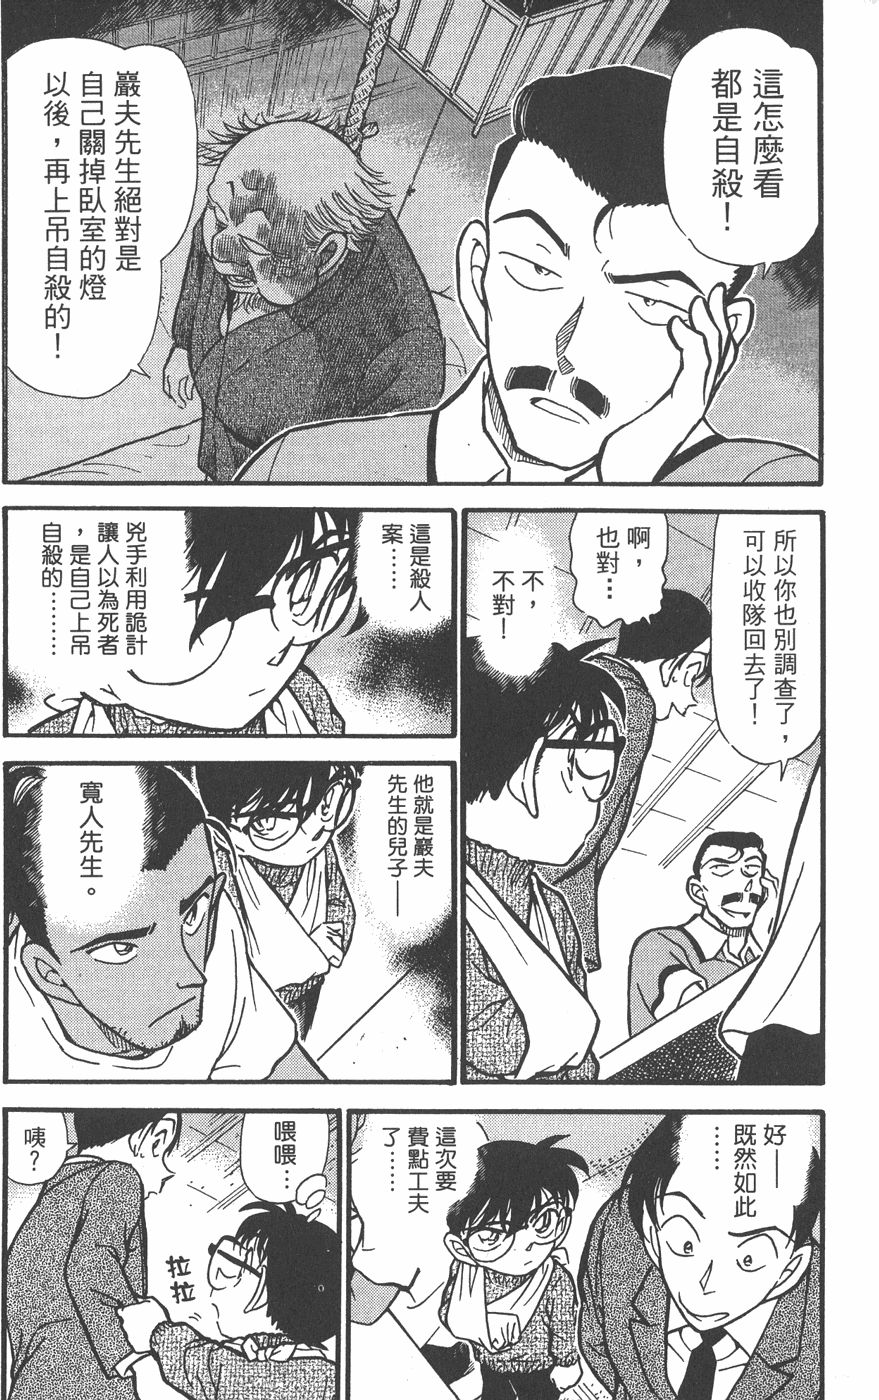 這怎麼看
都是自殺！
巖夫先生絕對是
自己關掉臥室的燈
以後，再上吊自殺的！
所以你也別調查了，
可以收隊回去了！
啊，
也對…
不，
不對！
這是殺人
案……
兇手利用詭計
讓人以為死者
，是自己上吊
自殺的………
他就是巖夫
先生的兒子——
寬人先生。
好——
既然如此
……
這次要
費點工夫
了……
喂喂…
拉拉
咦？